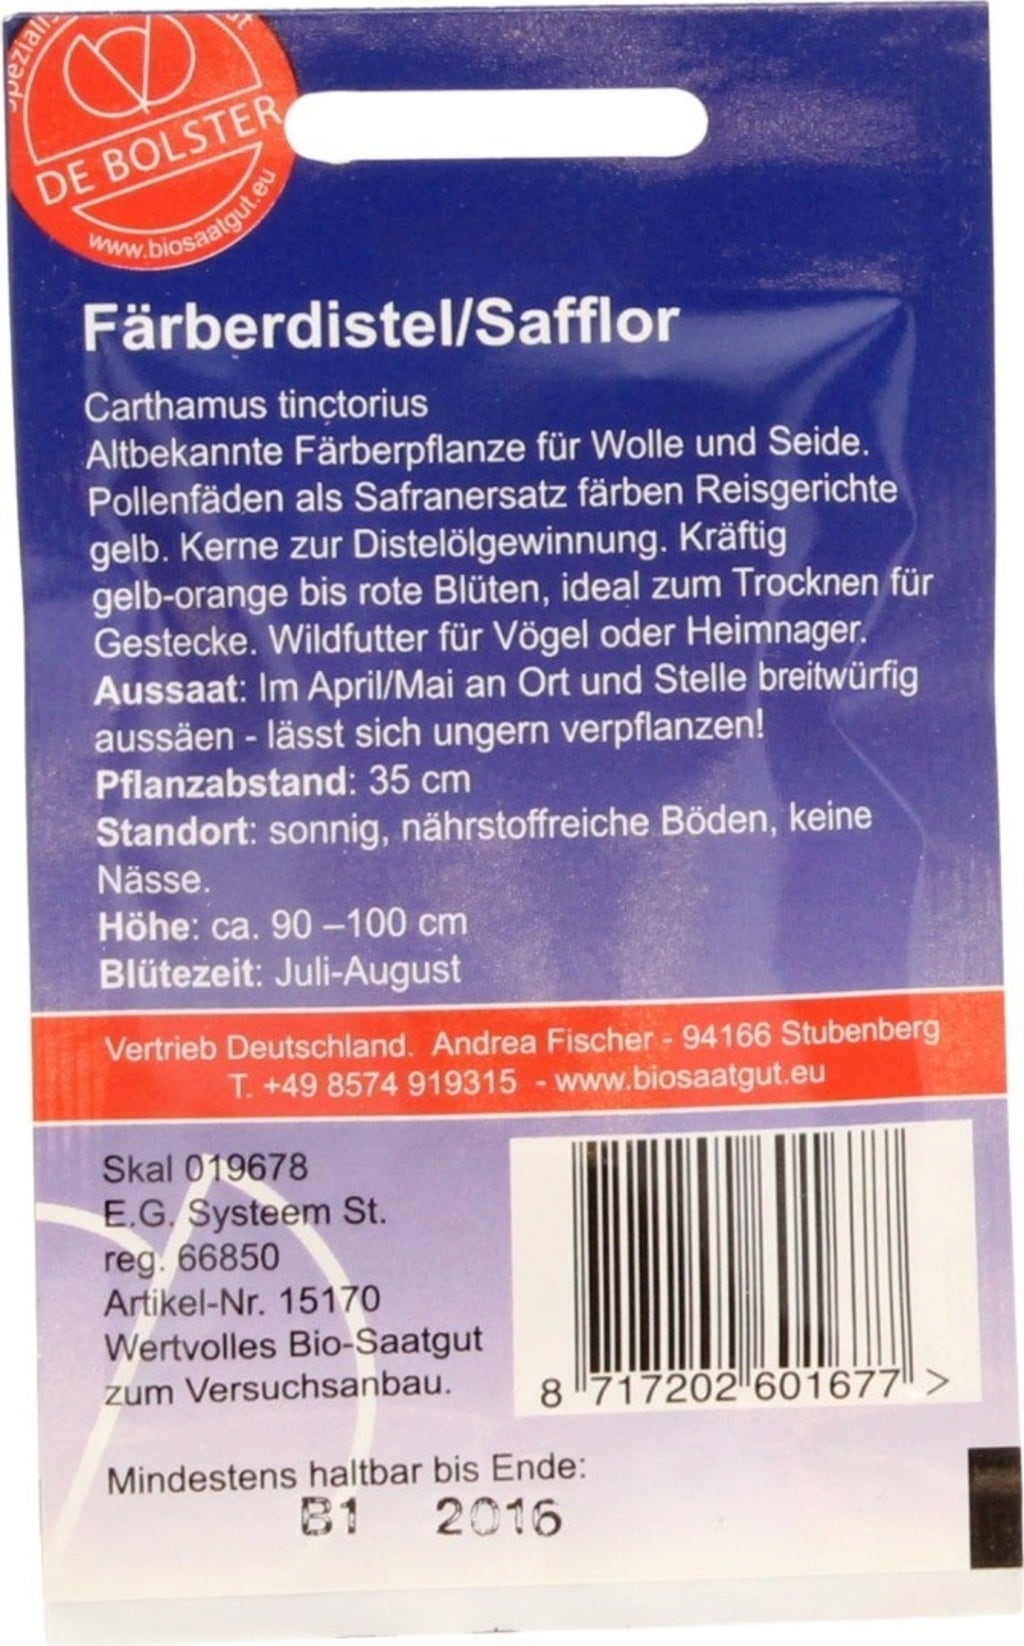 DE BOLSTER
www.biosaatgut.eu
Färberdistel/Safflor
Carthamus tinctorius
Altbekannte Färberpflanze für Wolle und Seide.
Pollenfäden als Safranersatz färben Reisgerichte
gelb. Kerne zur Distelölgewinnung. Kräftig
gelb-orange bis rote Blüten, ideal zum Trocknen für
Gestecke. Wildfutter für Vögel oder Heimnager.
Aussaat: Im April/Mai an Ort und Stelle breitwürfig
aussäen - lässt sich ungern verpflanzen!
Pflanzabstand: 35 cm
Standort: sonnig, nährstoffreiche Böden, keine
Nässe.
Höhe: ca. 90 –100 cm
Blütezeit: Juli-August
Vertrieb Deutschland. Andrea Fischer - 94166 Stubenberg
T. +49 8574 919315 - www.biosaatgut.eu
Skal 019678
E.G. Systeem St.
reg. 66850
Artikel-Nr. 15170
Wertvolles Bio-Saatgut
zum Versuchsanbau.
8 717202 601677 >
Mindestens haltbar bis Ende:
B1 2016